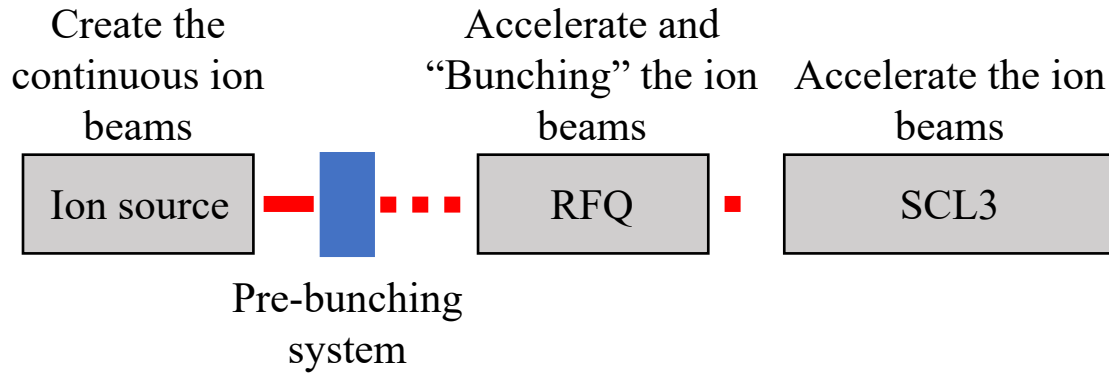 Create the
continuous ion
beams
Accelerate and
“Bunching” the ion
beams
Accelerate the ion
beams
Ion source
RFQ
SCL3
Pre-bunching
system